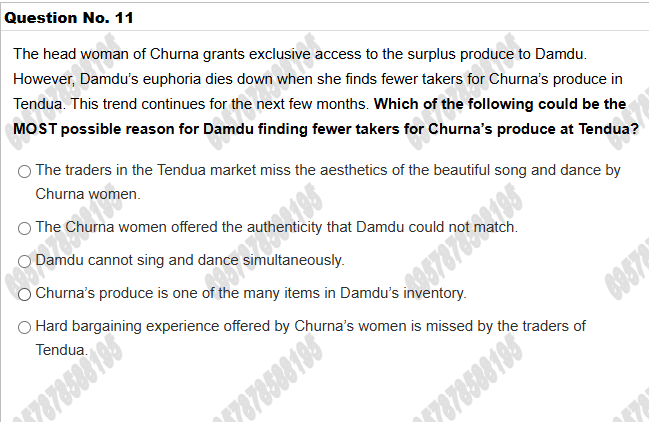 Question No. 11
The head woman of Churna grants exclusive access to the surplus produce to Damdu.
However, Damdu's euphoria dies down when she finds fewer takers for Churna's produce in
Tendua. This trend continues for the next few months. Which of the following could be the
MOST possible reason for Damdu finding fewer takers for Churna's produce at Tendua?
The traders in the Tendua market miss the aesthetics of the beautiful song and dance by
Churna women.
The Churna women offered the authenticity that Damdu could not match.
Damdu cannot sing and dance simultaneously.
Churna's produce is one of the many items in Damdu's inventory.
Hard bargaining experience offered by Churna's women is missed by the traders of
Tendua.